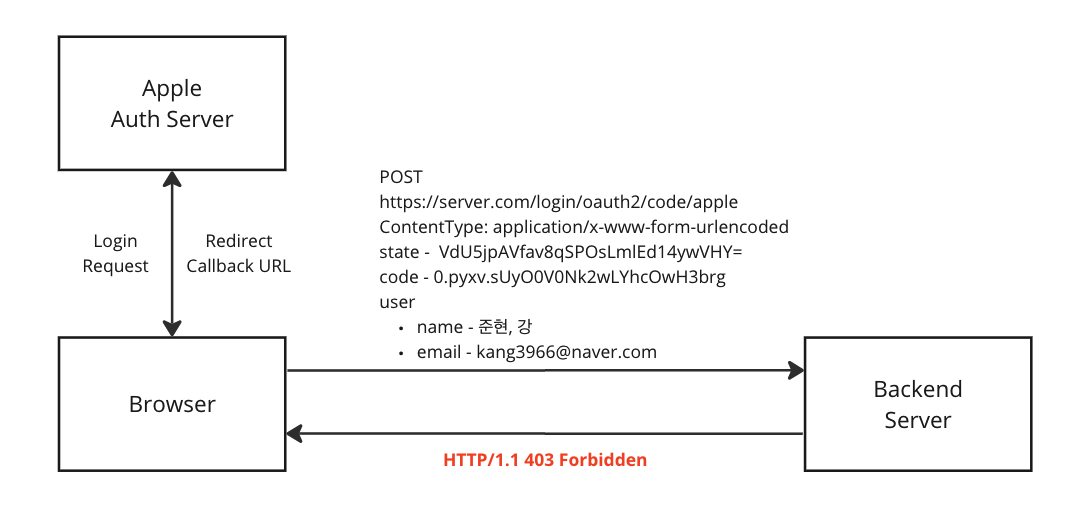 Apple
Auth Server
Login
Request
Redirect
Callback URL
POST
https://server.com/login/oauth2/code/apple
ContentType: application/x-www-form-urlencoded
state -  VdU5jpAVfav8qSPOsLmlEd14ywVHY=
code - 0.pyxv.sUyO0V0Nk2wLYhcOwH3brg
user
• name - 준현, 강
• email - kang3966@naver.com
Browser
Backend
Server
HTTP/1.1 403 Forbidden